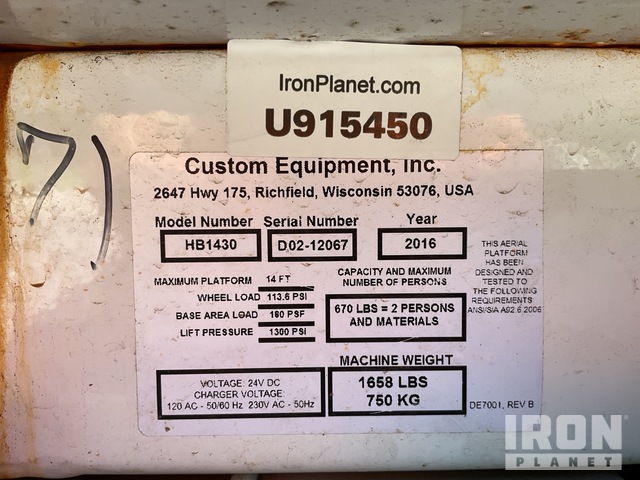 IronPlanet.com
U915450
7)
Custom Equipment, Inc.
2647 Hwy 175, Richfield, Wisconsin 53076, USA
Model Number Serial Number Year
HB1430 D02-12067 2016
MAXIMUM PLATFORM 14 FT
WHEEL LOAD 113.6 PSI
BASE AREA LOAD 160 PSF
LIFT PRESSURE 1300 PSI
CAPACITY AND MAXIMUM
NUMBER OF PERSONS
670 LBS = 2 PERSONS
AND MATERIALS
THIS AERIAL
PLATFORM
HAS BEEN
DESIGNED AND
TESTED TO
THE FOLLOWING
REQUIREMENTS
ANSI/SIA A92.6 2006
VOLTAGE: 24V DC
CHARGER VOLTAGE:
120 AC - 50/60 Hz 230V AC - 50Hz
MACHINE WEIGHT
1658 LBS
750 KG
DE7001, REV B
IRON
PLANET